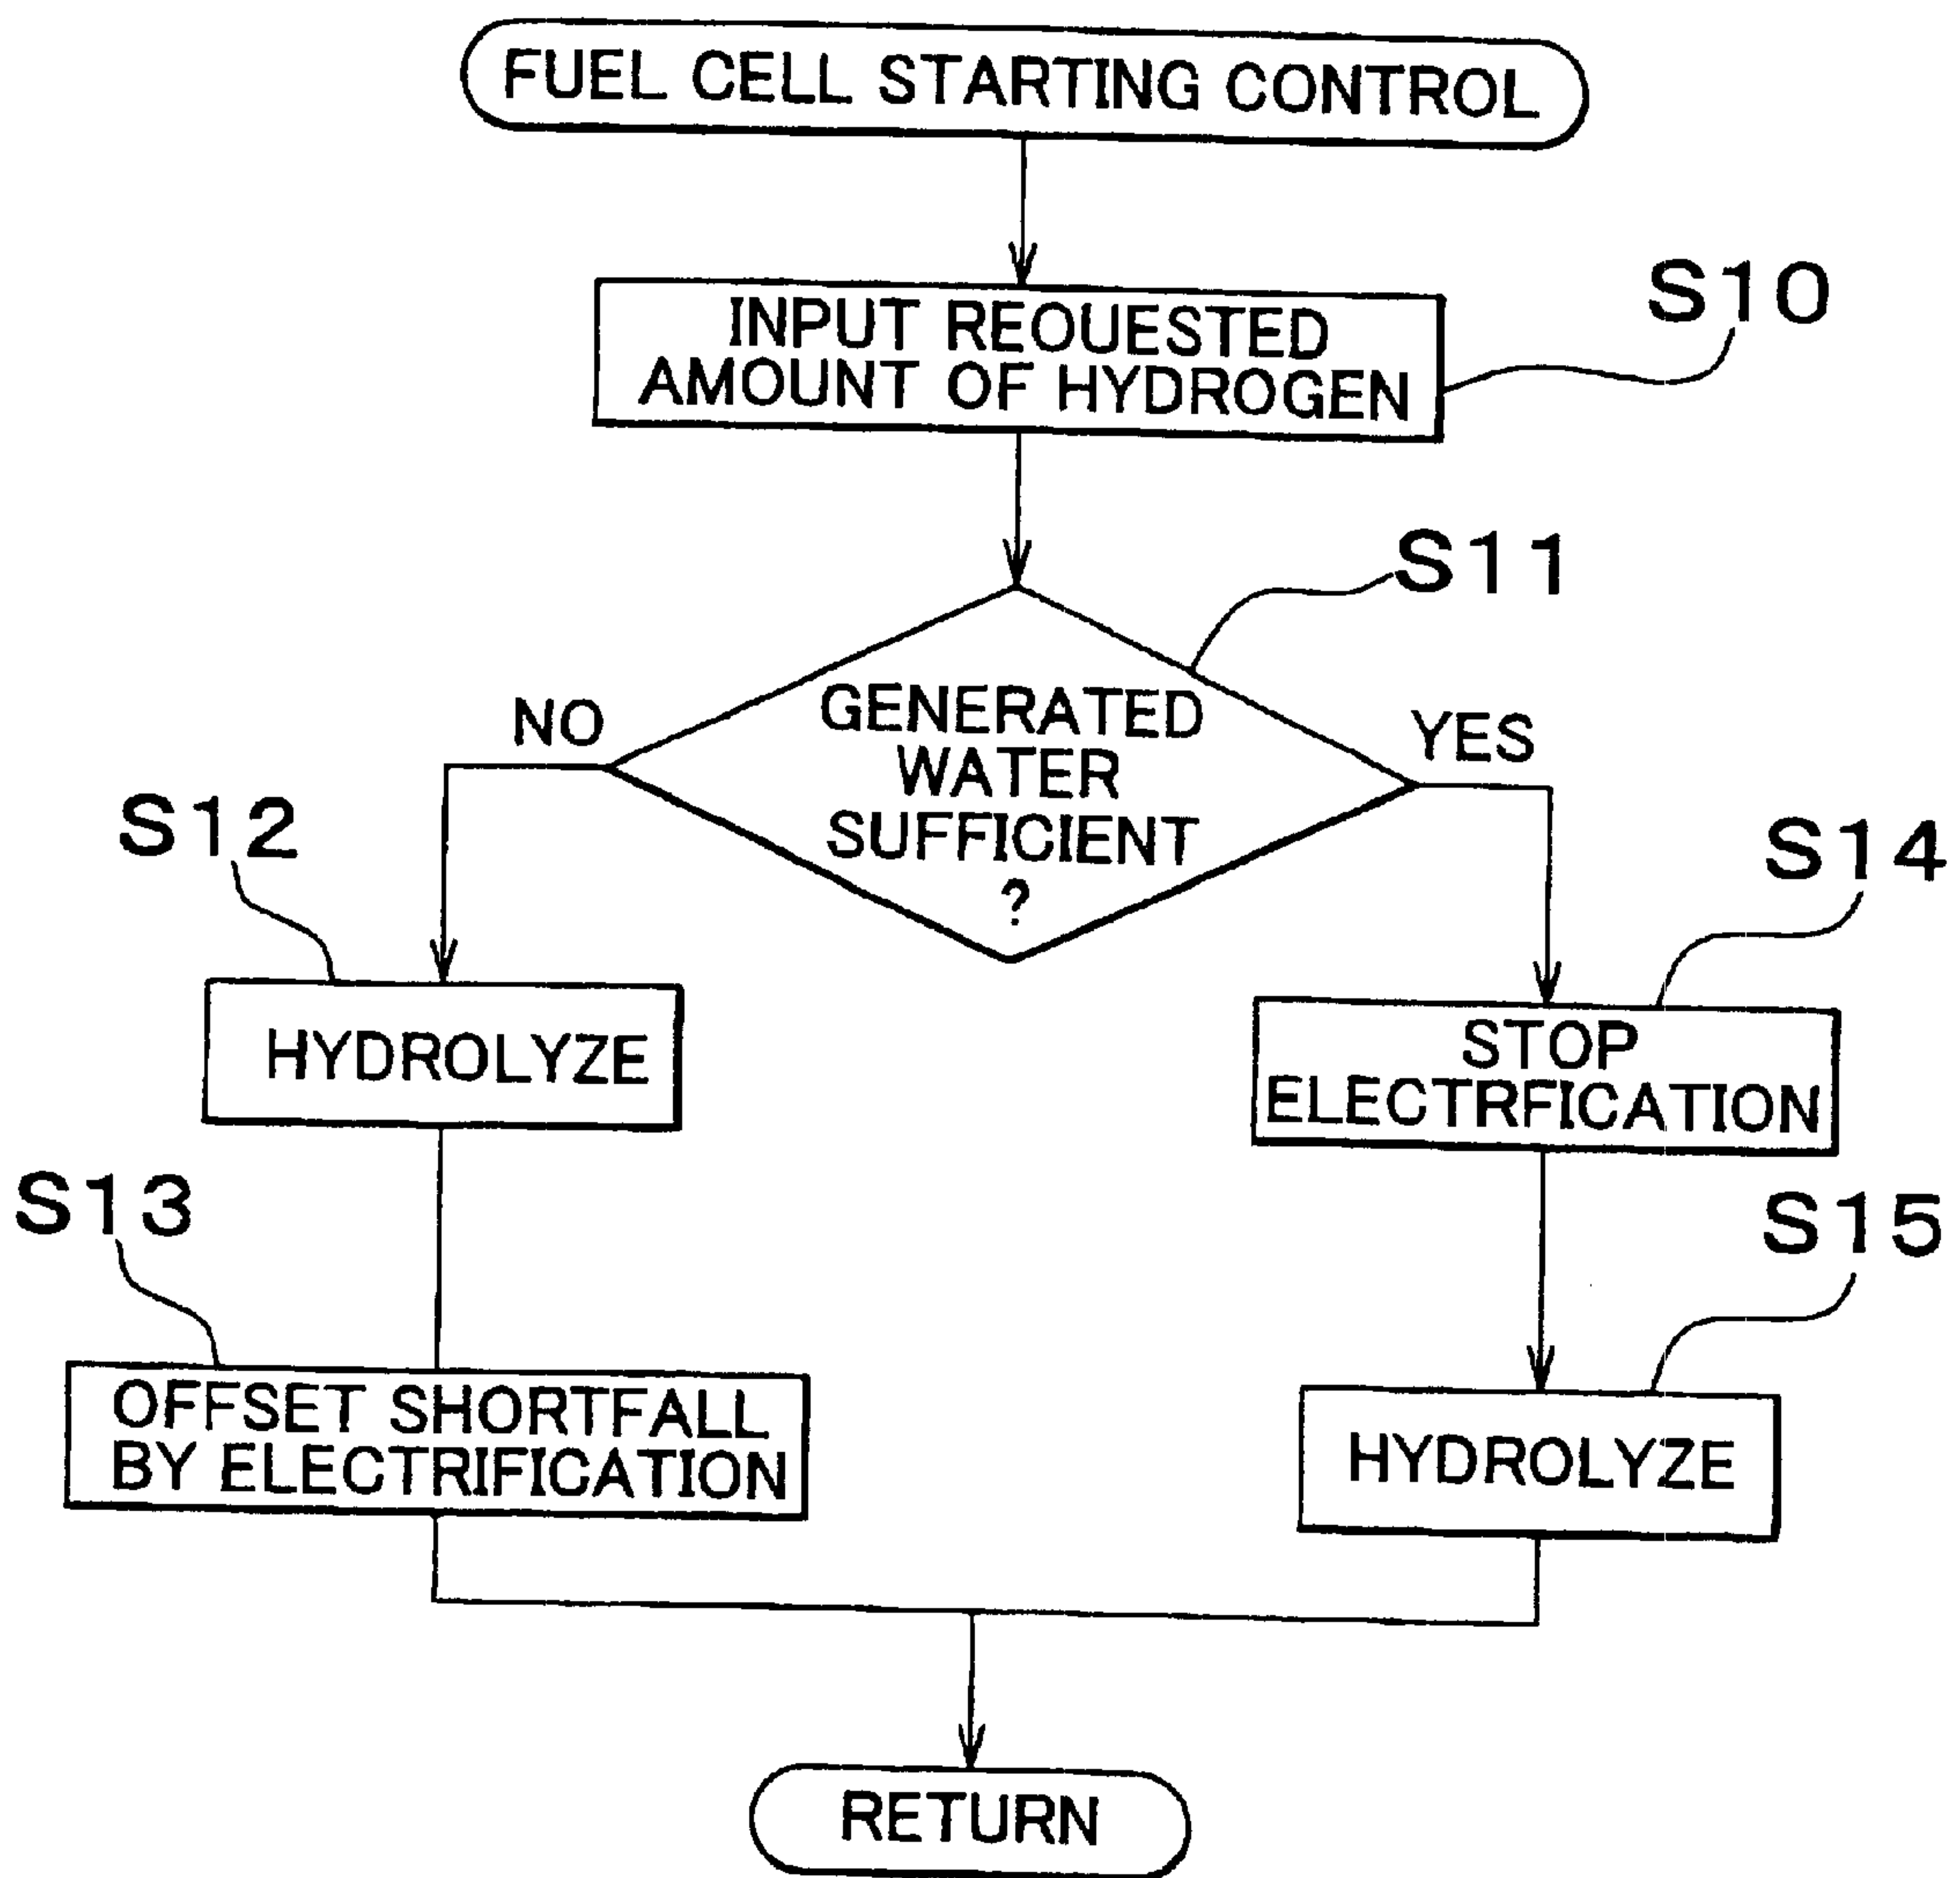 FUEL CELL STARTING CONTROL
INPUT REQUESTED
AMOUNT OF HYDROGEN
S10
S11
GENERATED
WATER
SUFFICIENT
?
NO
YES
S12
HYDROLYZE
S14
STOP
ELECTRFICATION
S13
OFFSET SHORTFALL
BY ELECTRIFICATION
S15
HYDROLYZE
RETURN